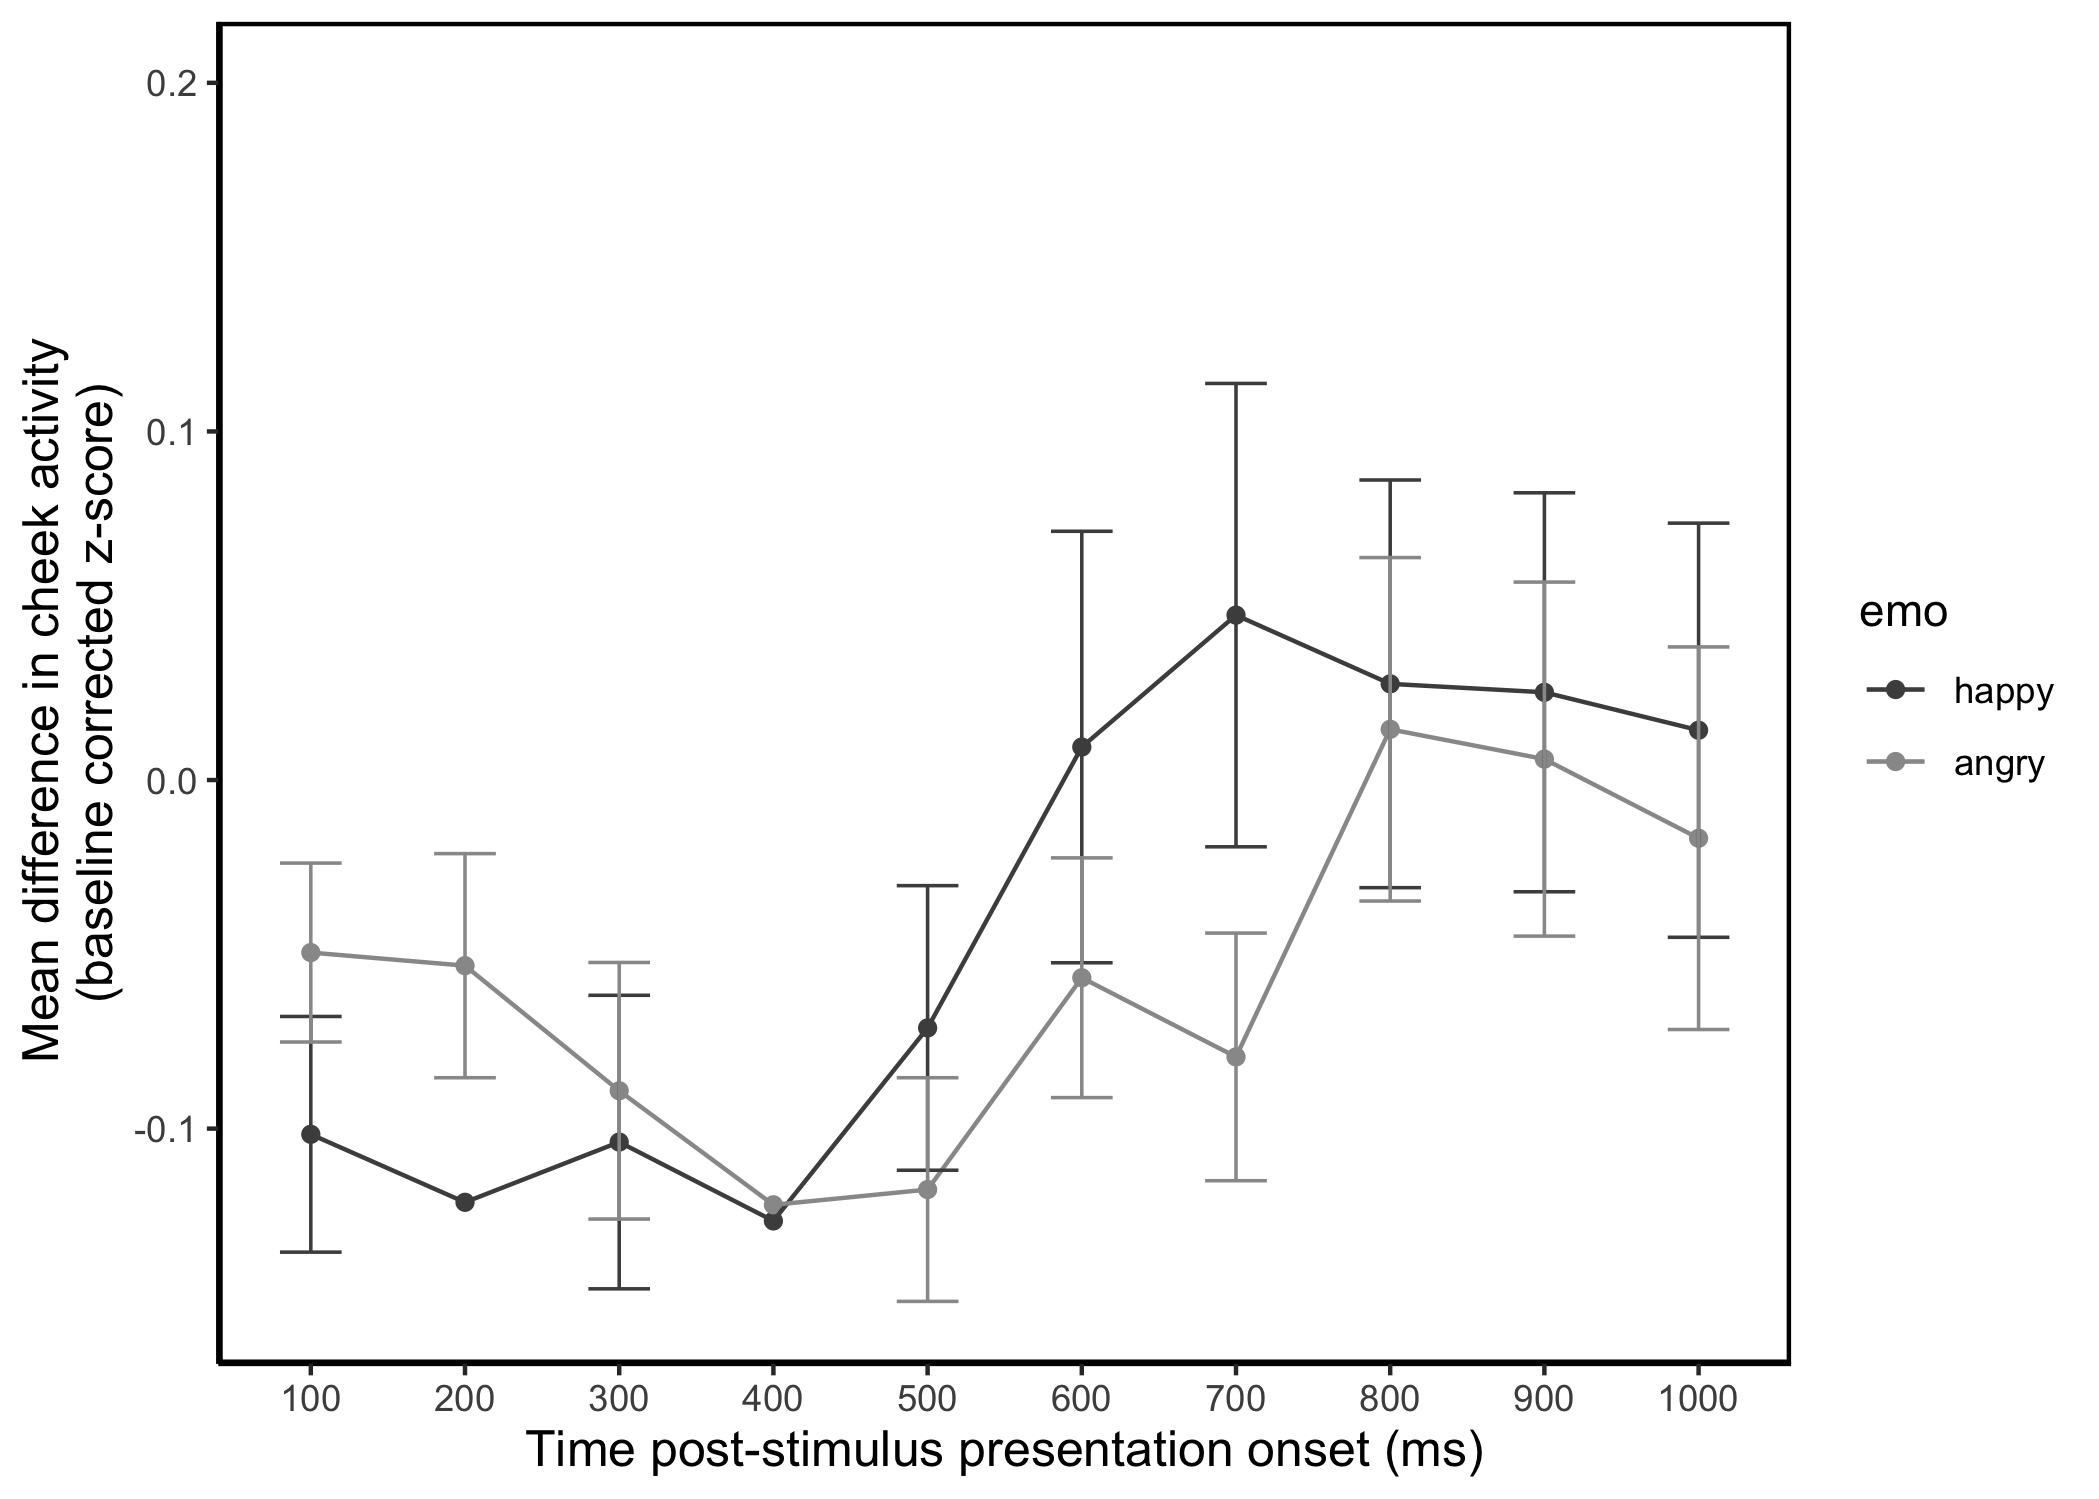 Mean difference in cheek activity
(baseline corrected z-score)
0.2
0.1
0.0
-0.1
100 200 300 400 500 600 700 800 900 1000
Time post-stimulus presentation onset (ms)
emo
happy
angry